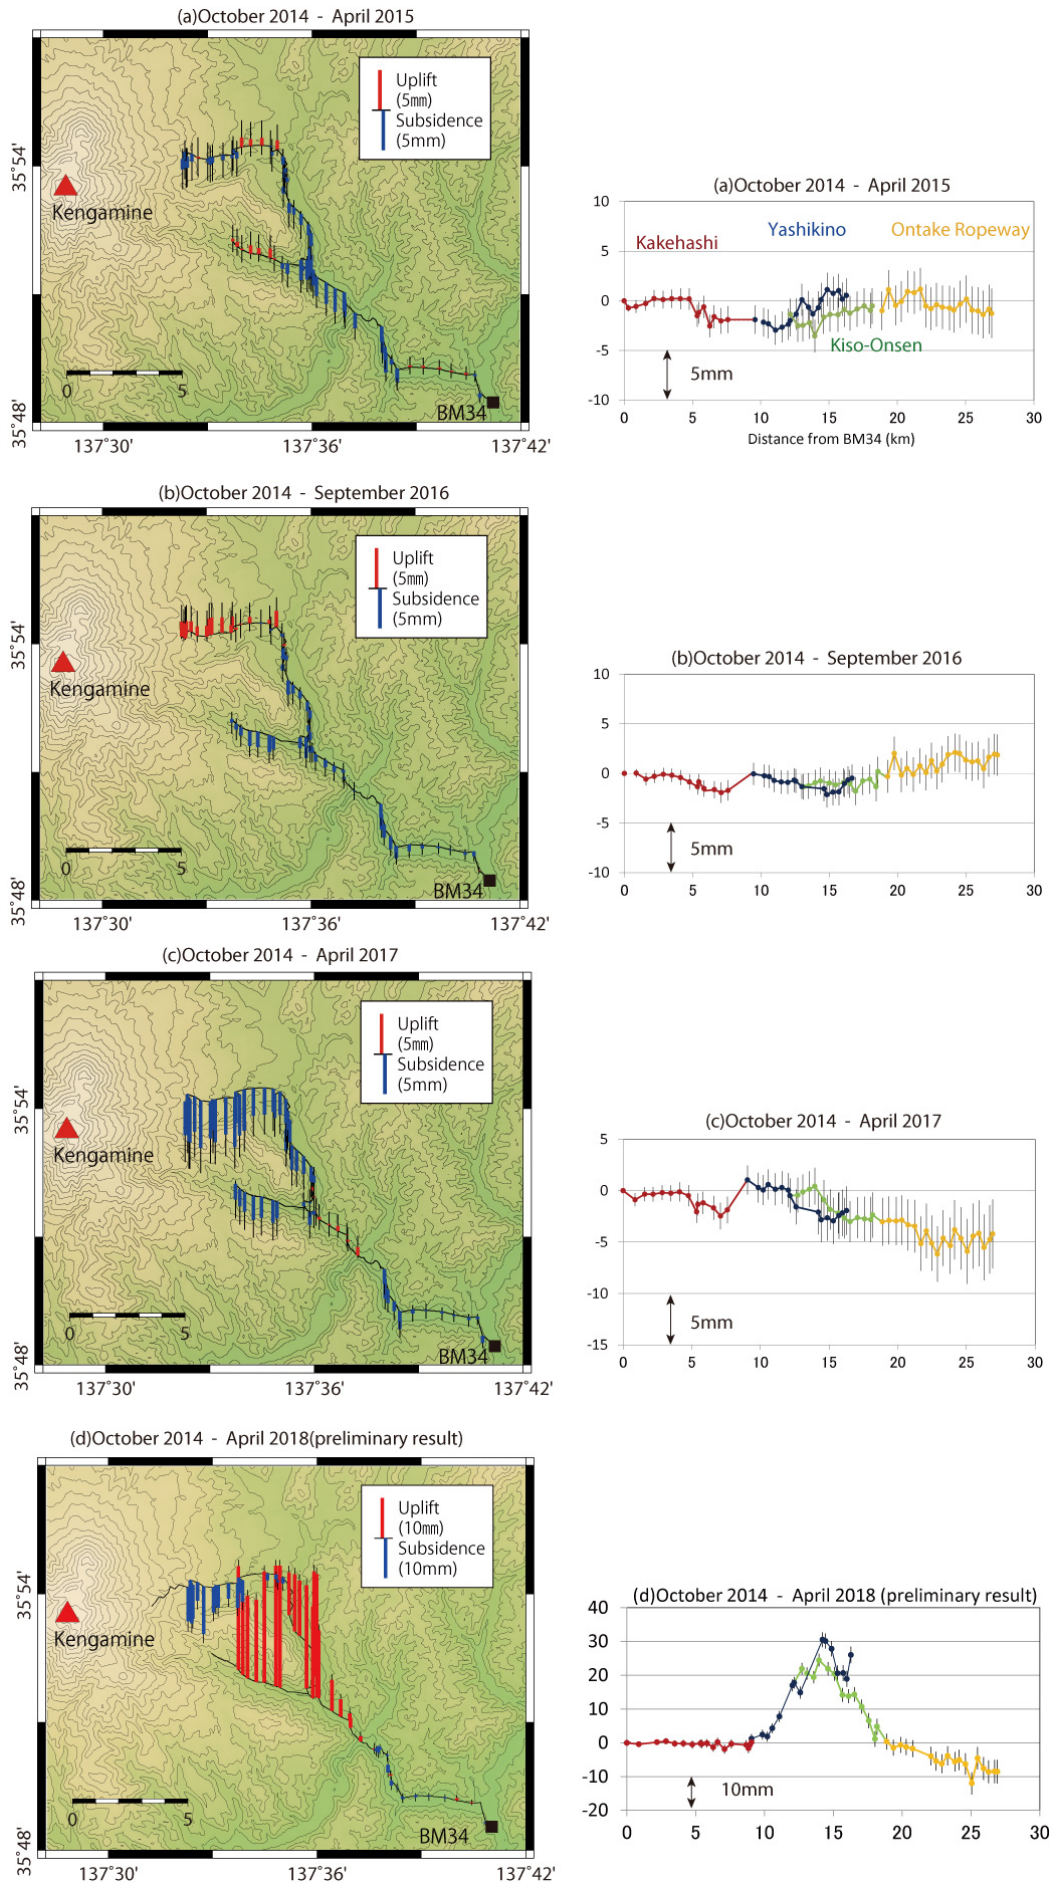 (a)October 2014 - April 2015
Uplift
(5mm)
Subsidence
(5mm)
35°54'
Kengamine
0
5
BM34
35°48'
137°30'
137°36'
137°42'
(a)October 2014 - April 2015
10
5
0
-5
-10
Kakehashi
Yashikino
Ontake Ropeway
Kiso-Onsen
5mm
0 5 10 15 20 25 30
Distance from BM34 (km)
(b)October 2014 - September 2016
Uplift
(5mm)
Subsidence
(5mm)
35°54'
Kengamine
0
5
BM34
35°48'
137°30'
137°36'
137°42'
(b)October 2014 - September 2016
10
5
0
-5
-10
5mm
0 5 10 15 20 25 30
(c)October 2014 - April 2017
Uplift
(5mm)
Subsidence
(5mm)
35°54'
Kengamine
0
5
BM34
35°48'
137°30'
137°36'
137°42'
(c)October 2014 - April 2017
5
0
-5
-10
-15
5mm
0 5 10 15 20 25 30
(d)October 2014 - April 2018(preliminary result)
Uplift
(10mm)
Subsidence
(10mm)
35°54'
Kengamine
0
5
BM34
35°48'
137°30'
137°36'
137°42'
(d)October 2014 - April 2018 (preliminary result)
40
30
20
10
0
-10
-20
10mm
0 5 10 15 20 25 30